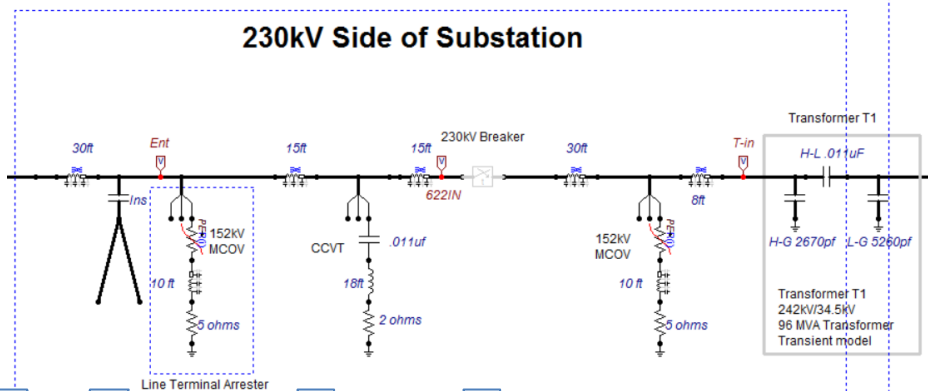 230kV Side of Substation
Transformer T1
30ft
Ent
15ft
15ft
230kV Breaker
30ft
T-in
H-L .011uF
V
V
V
622IN
8ft
Ins
152kV
MCOV
CCVT
.011uf
152kV
MCOV
H-G 2670pf
L-G 5260pf
10 ft
18ft
10 ft
5 ohms
2 ohms
5 ohms
Transformer T1
242kV/34.5kV
96 MVA Transformer
Transient model
Line Terminal Arrester